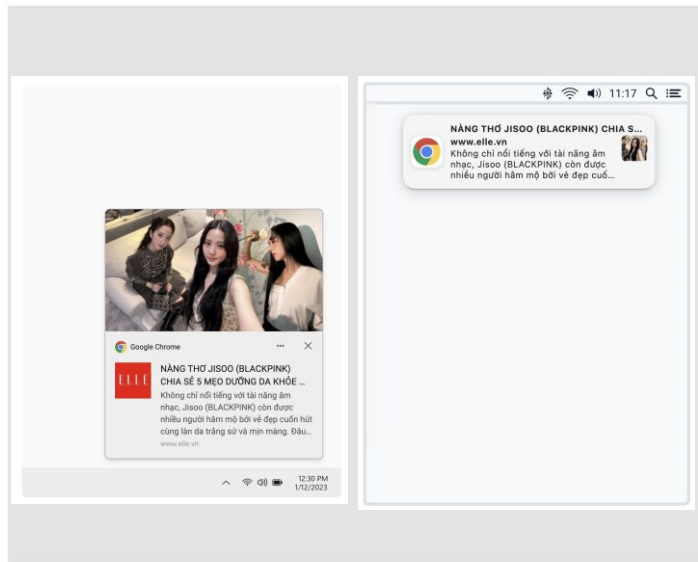 Google Chrome
ELLE
NÀNG THƠ JISOO (BLACKPINK)
CHIA SẺ 5 MẸO DƯỠNG DA KHỎE ...
Không chỉ nổi tiếng với tài năng âm
nhạc, Jisoo (BLACKPINK) còn được
nhiều người hâm mộ bởi vẻ đẹp cuốn hút
cùng làn da trắng sứ và mịn màng. Đâu...
www.elle.vn
12:30 PM
1/12/2023
11:17
NÀNG THƠ JISOO (BLACKPINK) CHIA S...
www.elle.vn
Không chỉ nổi tiếng với tài năng âm
nhạc, Jisoo (BLACKPINK) còn được
nhiều người hâm mộ bởi vẻ đẹp cuố...